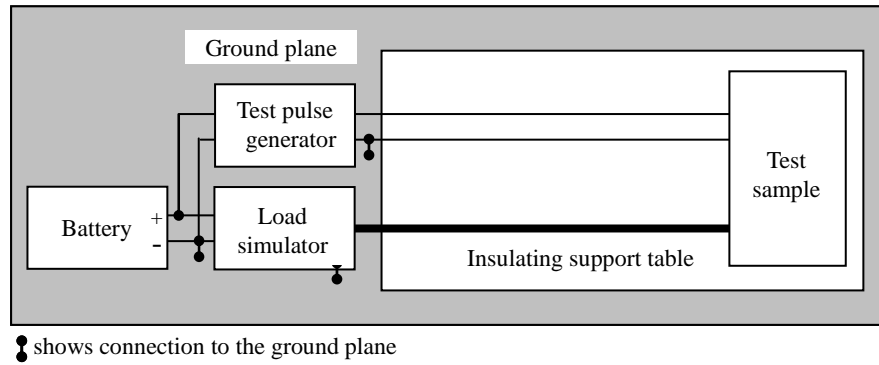 Ground plane
Test pulse
generator
Test
sample
Battery
+
-
Load
simulator
Insulating support table
shows connection to the ground plane